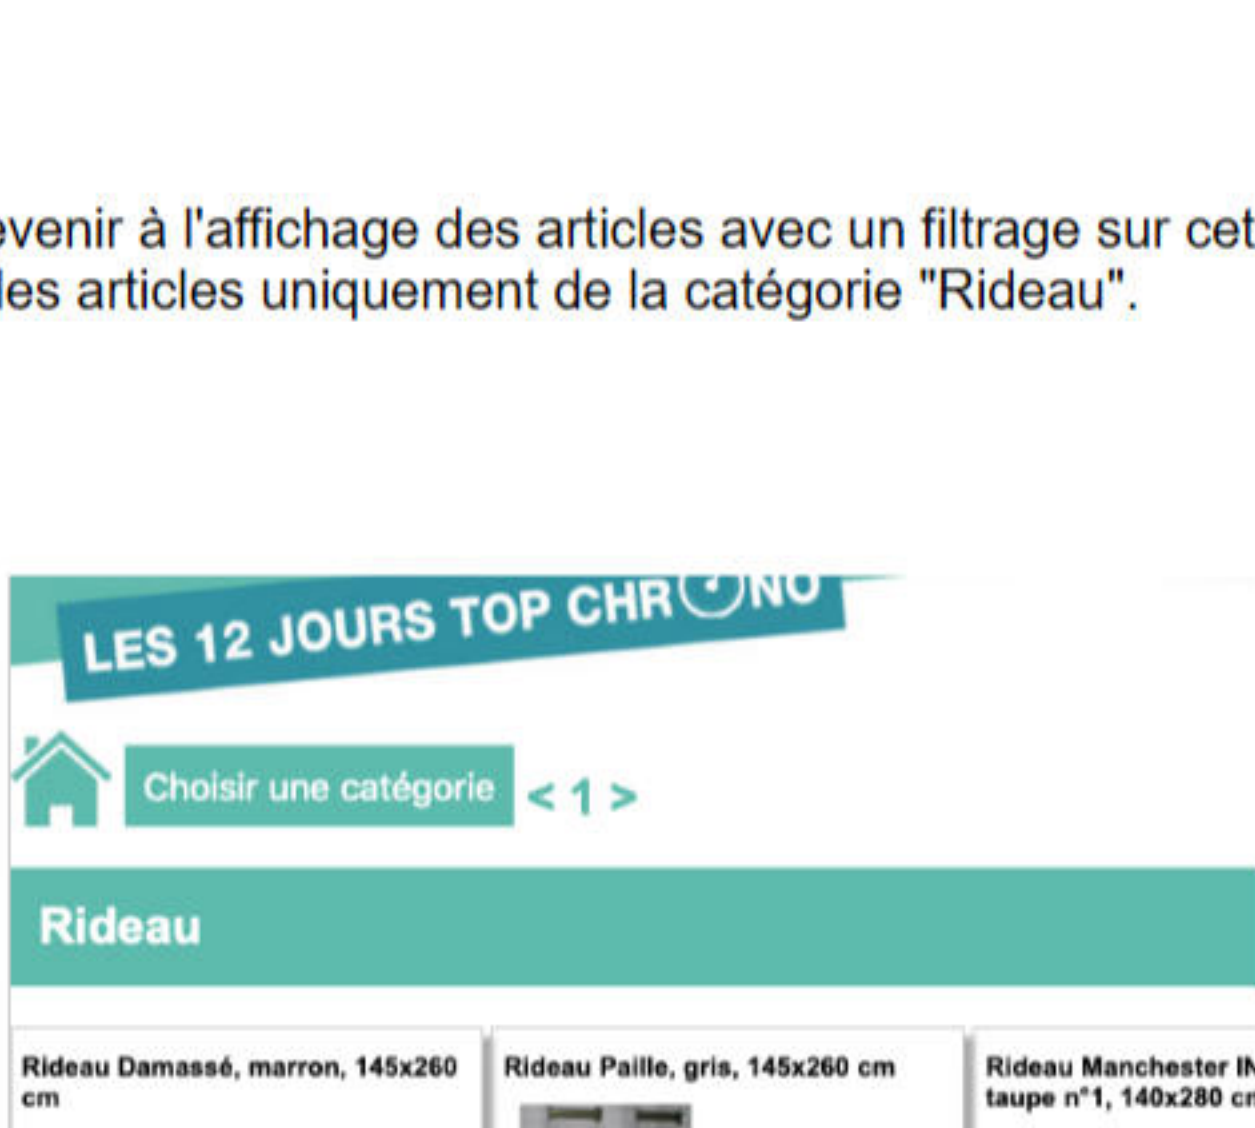 evenir à l'affichage des articles avec un filtrage sur cet
les articles uniquement de la catégorie "Rideau".
LES 12 JOURS TOP CHRONO
Choisir une catégorie < 1 >
Rideau
Rideau Damassé, marron, 145x260
cm
Rideau Paille, gris, 145x260 cm
Rideau Manchester IN
taupe n°1, 140x280 cm